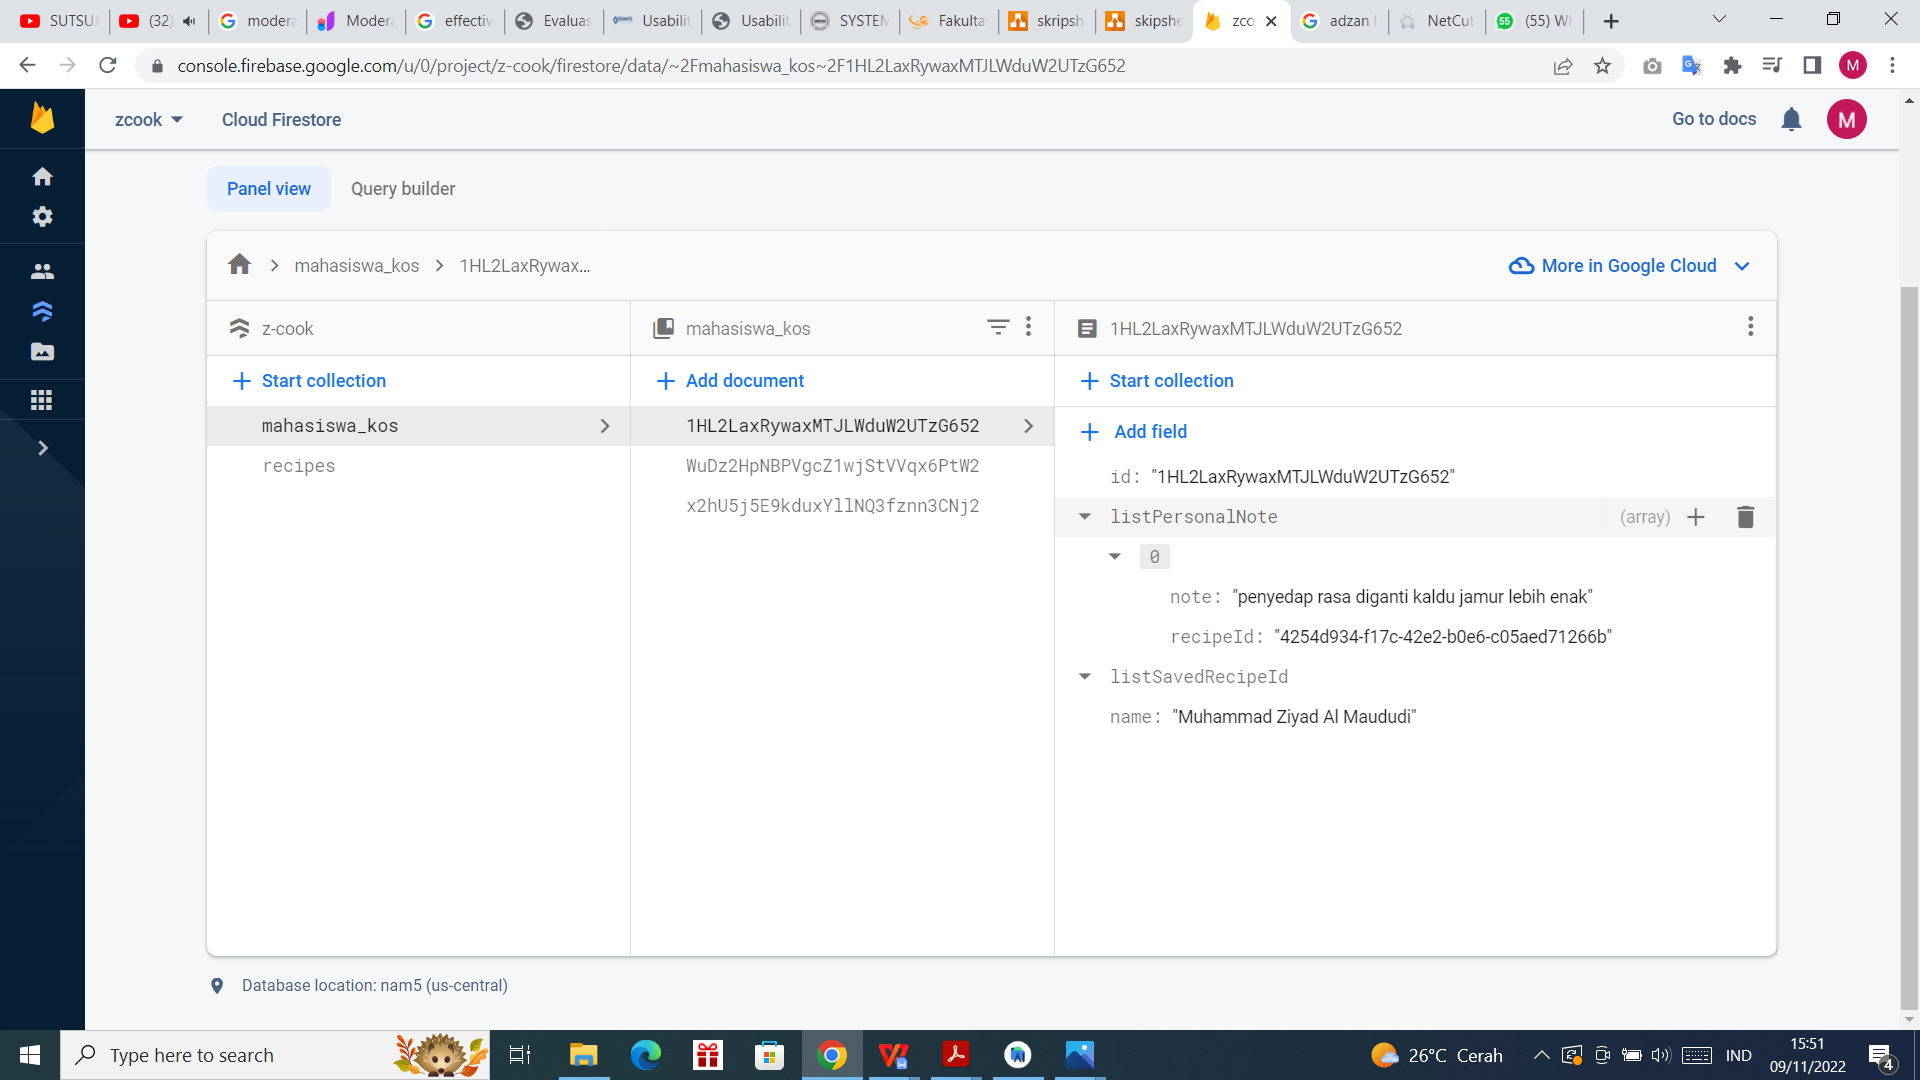 SUTSU
(32)
modera
Modera
effectiv
Evaluas
Usabilit
Usabilit
SYSTEM
Fakulta
skripsh
skipshe
zco
adzan
NetCut
(55) W
console.firebase.google.com/u/0/project/z-cook/firestore/data/~2Fmahasiswa_kos~2F1HL2LaxRywaxMTJLWduW2UTzG652
M
zcook
Cloud Firestore
Go to docs
M
Panel view
Query builder
mahasiswa_kos
1HL2LaxRywax...
More in Google Cloud
z-cook
mahasiswa_kos
1HL2LaxRywaxMTJLWduW2UTzG652
Start collection
Add document
Start collection
mahasiswa_kos
1HL2LaxRywaxMTJLWduW2UTzG652
Add field
recipes
WuDz2HpNBPVgcZ1wjStVVqx6PtW2
id: "1HL2LaxRywaxMTJLWduW2UTzG652"
x2hU5j5E9kduxYllNQ3fznn3CNj2
listPersonalNote
(array)
0
note: "penyedap rasa diganti kaldu jamur lebih enak"
recipeId: "4254d934-f17c-42e2-b0e6-c05aed71266b"
listSavedRecipeId
name: "Muhammad Ziyad Al Maududi"
Database location: nam5 (us-central)
Type here to search
26°C Cerah
IND
15:51
09/11/2022
4